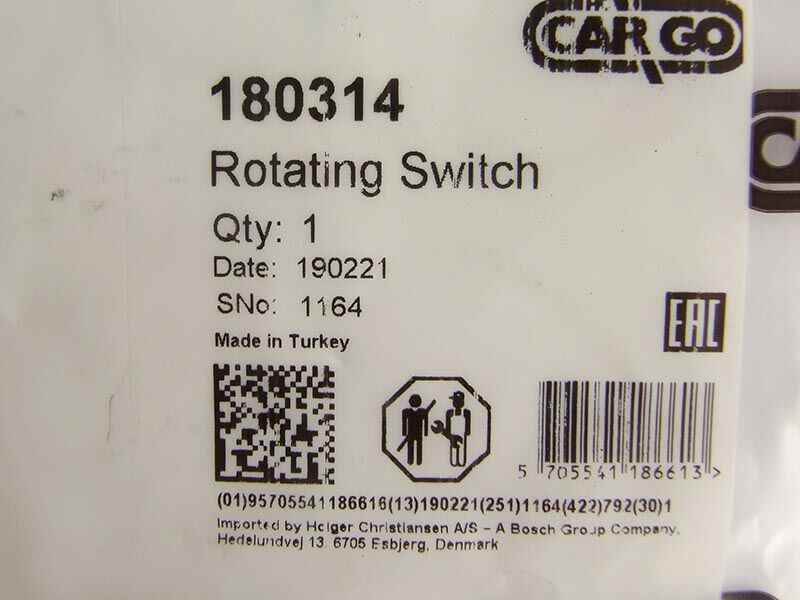 HC
CARGO
180314
Rotating Switch
Qty: 1
Date: 190221
SNo: 1164
Made in Turkey
EAC
5 705541 186613 >
(01)95705541186616(13)190221(251)1164(422)792(30)1
Imported by Holger Christiansen A/S – A Bosch Group Company,
Hedelundvej 13, 6705 Esbjerg, Denmark